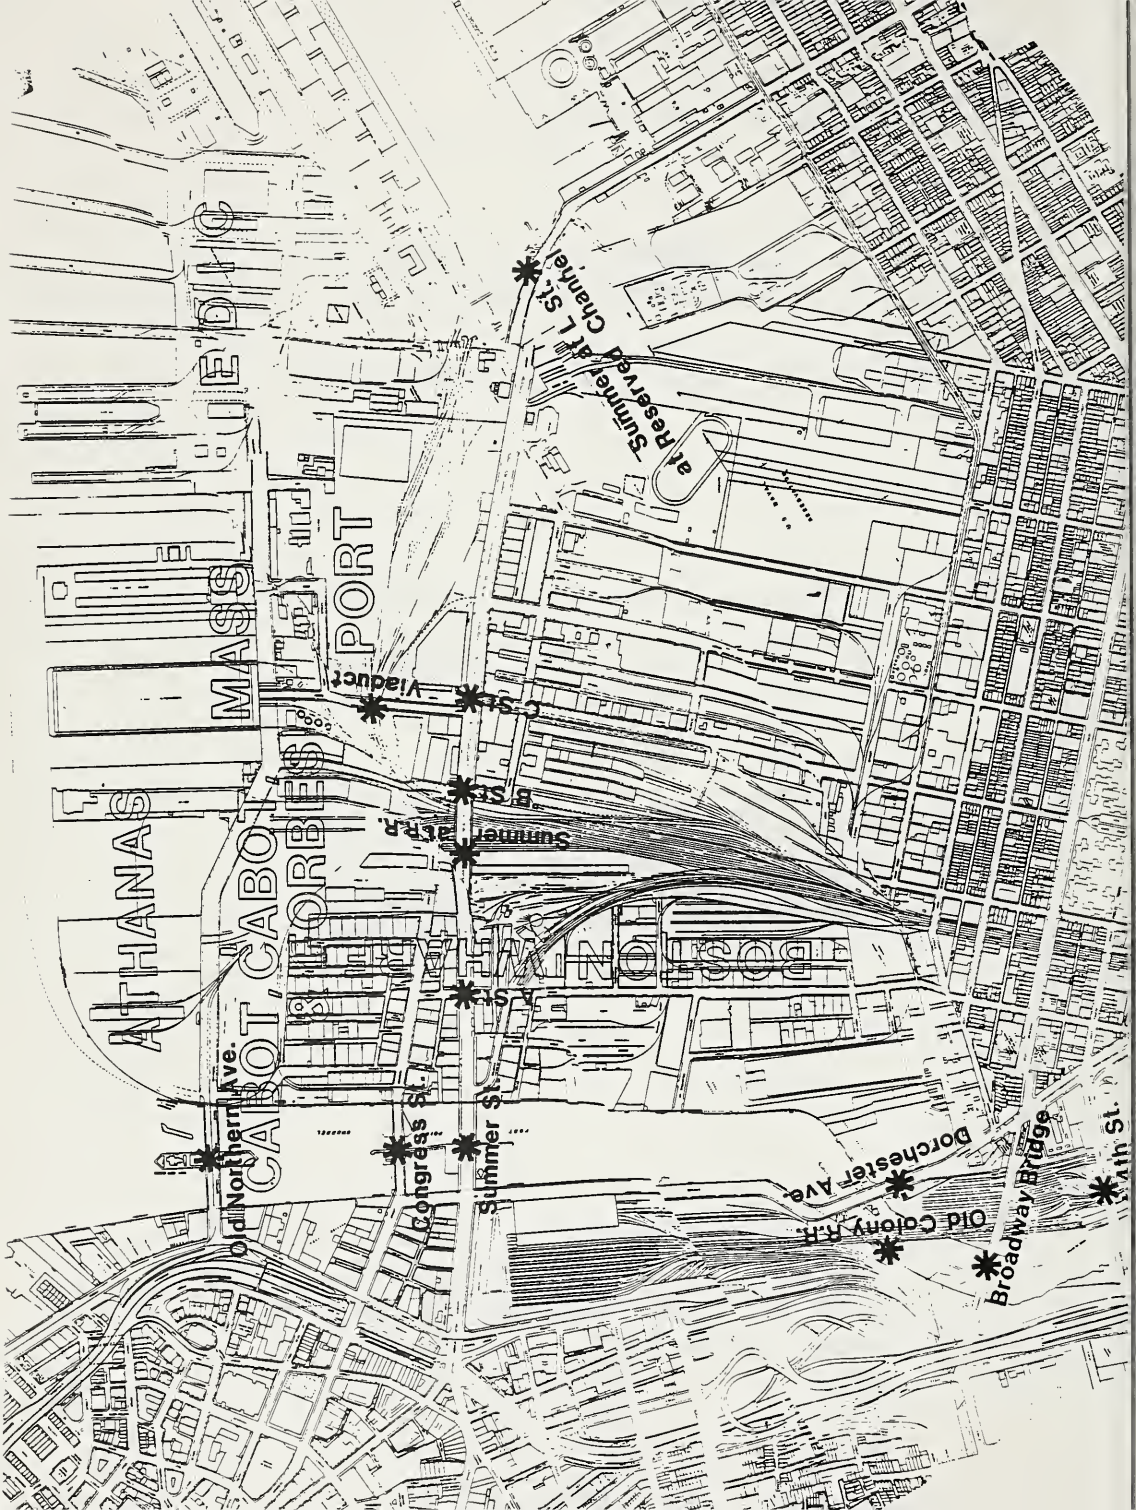 ATHANAS
MASS
MEDIC
PORT
CABOT, CABOT,
& FORBES
BOSTON WHARF
Old Northern Ave.
Congress St.
Summer St.
A St.
Summer
at R.R.
B St.
C St.
Viaduct
Summer at L St.
at Reserved Channel
Dorchester Ave.
Old Colony R.R.
Broadway Bridge
4th St.